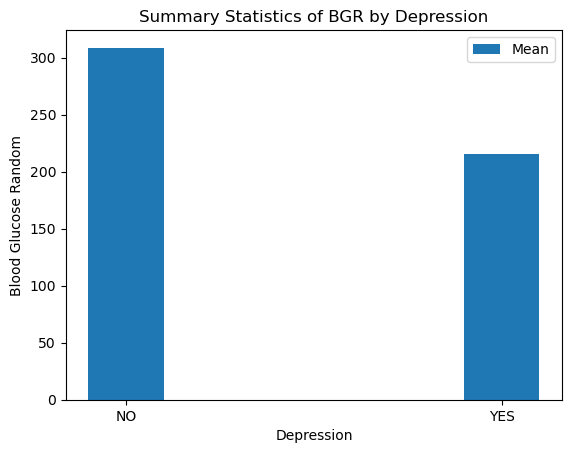 Summary Statistics of BGR by Depression
Mean
300
250
200
150
100
50
0
Blood Glucose Random
NO
YES
Depression